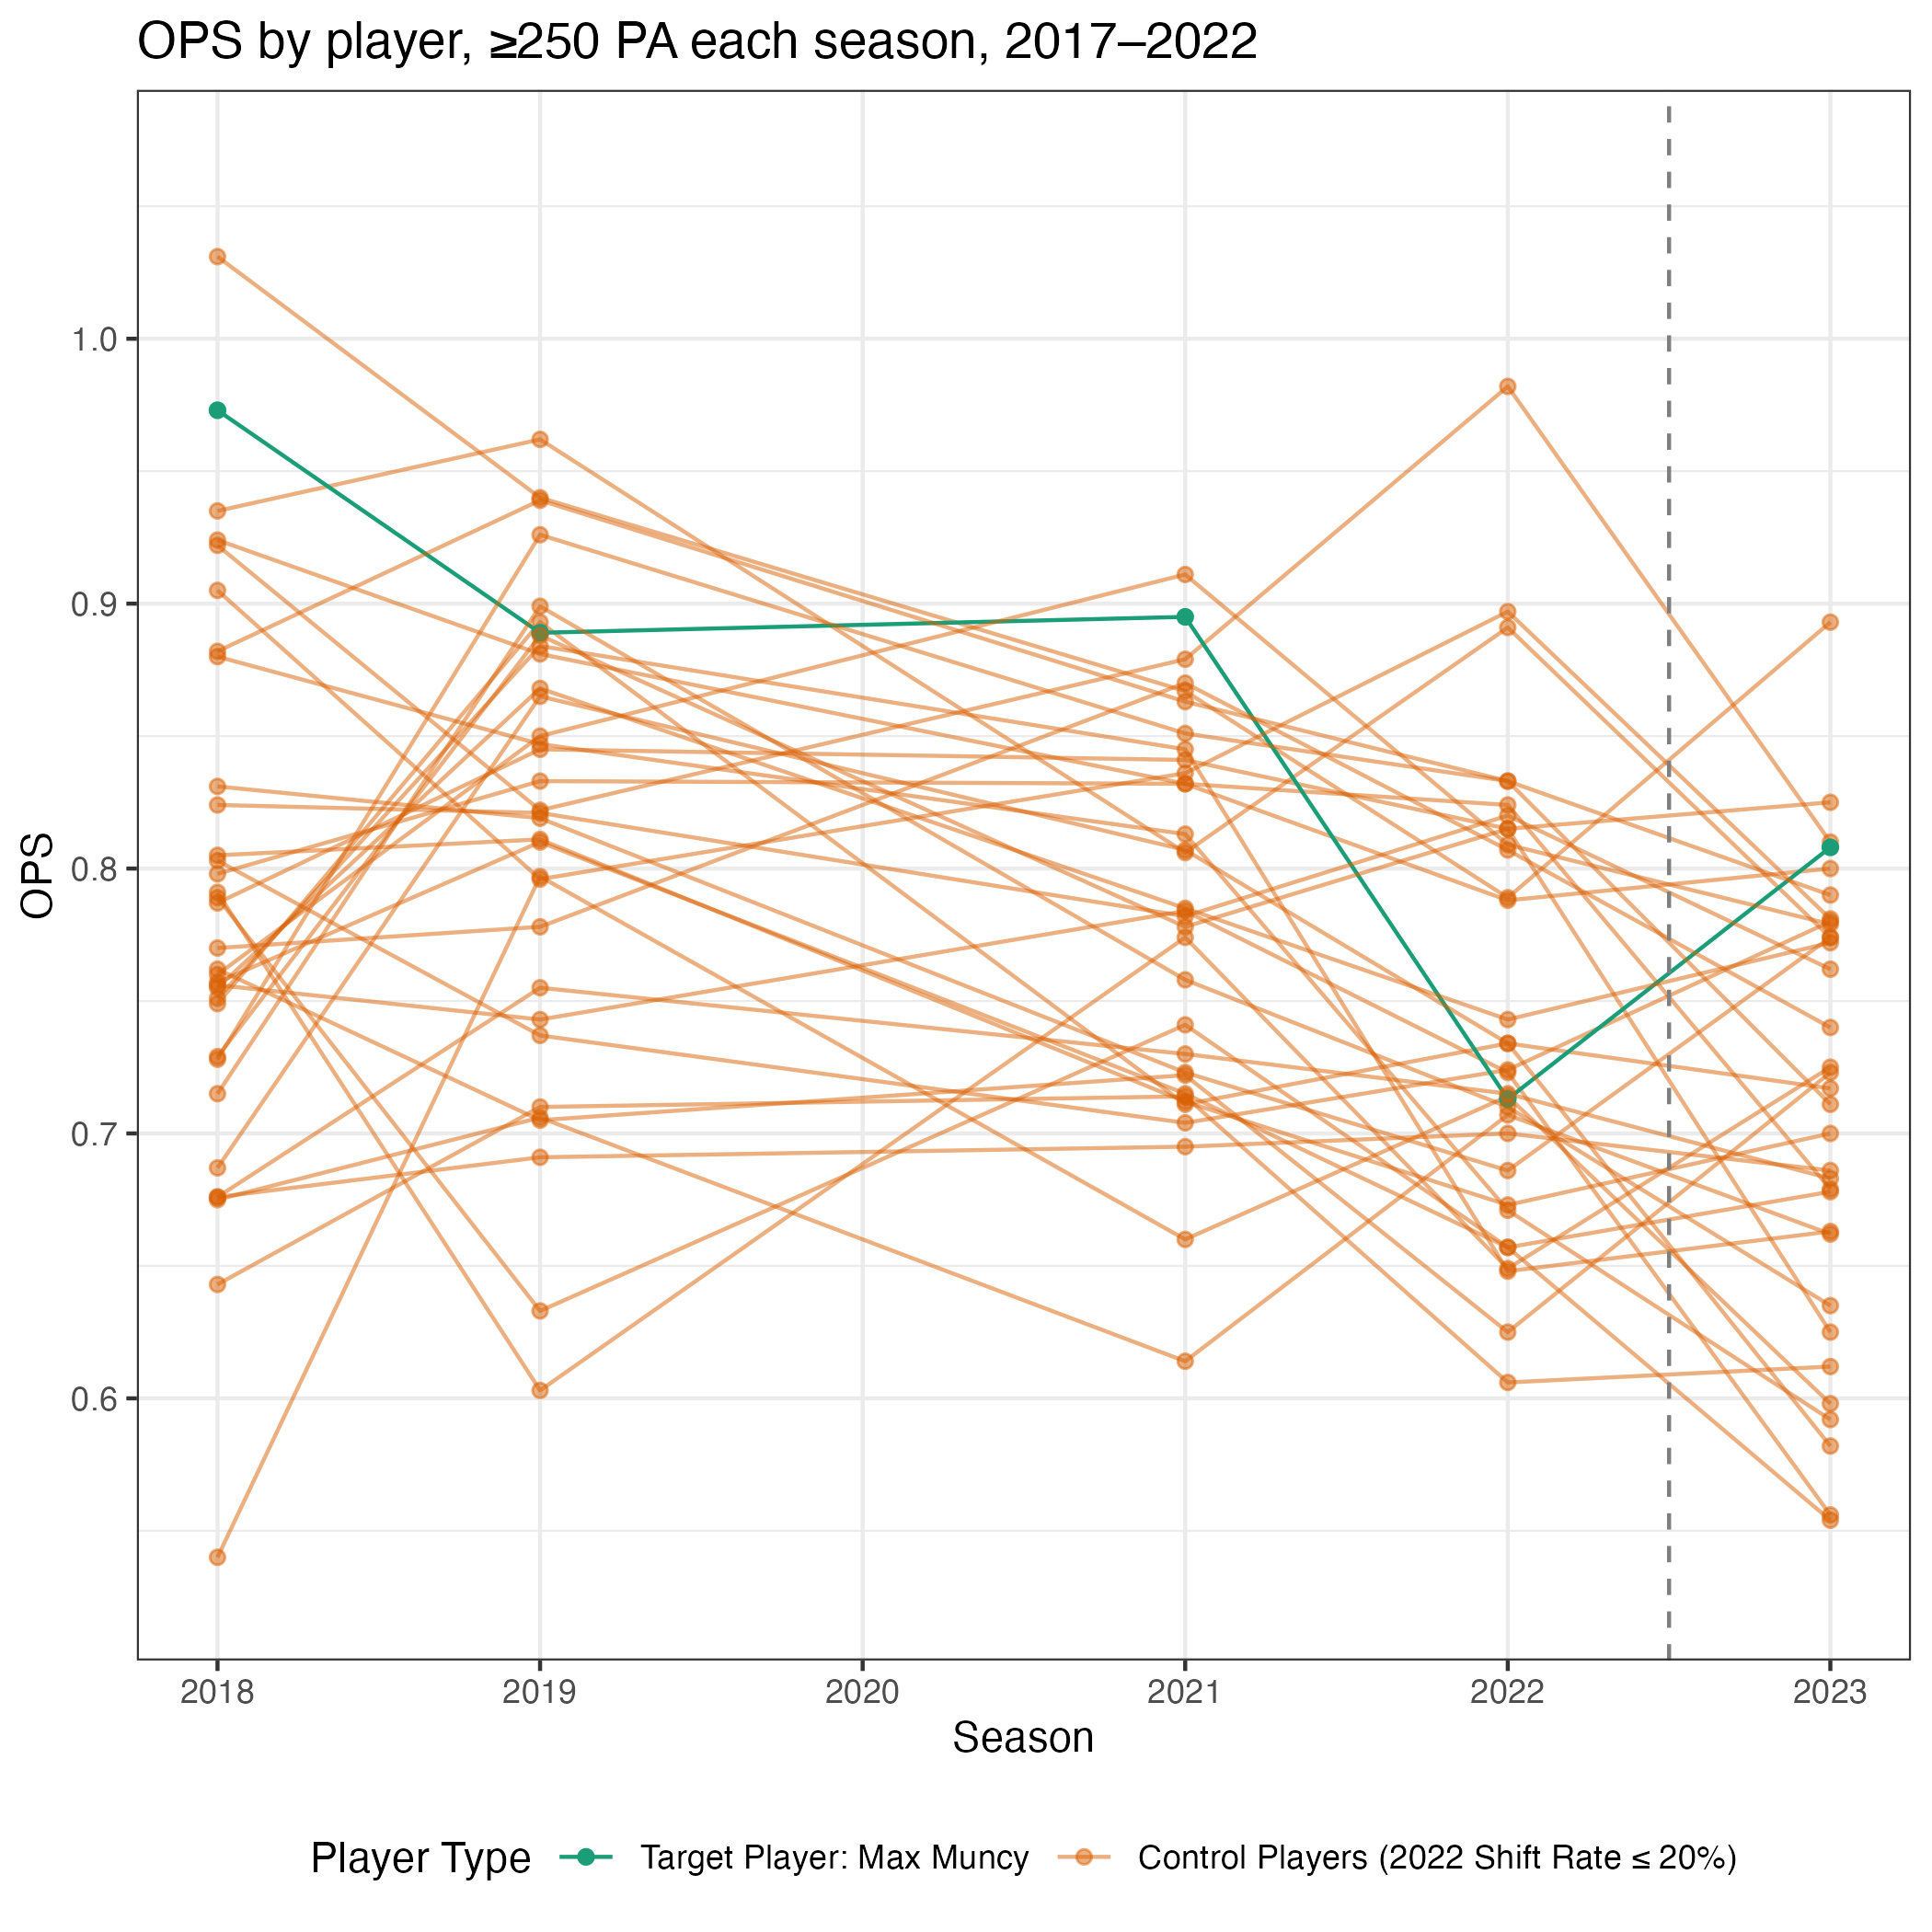 OPS by player, ≥250 PA each season, 2017–2022
OPS
1.0
0.9
0.8
0.7
0.6
2018 2019 2020 2021 2022 2023
Season
Player Type Target Player: Max Muncy Control Players (2022 Shift Rate ≤ 20%)